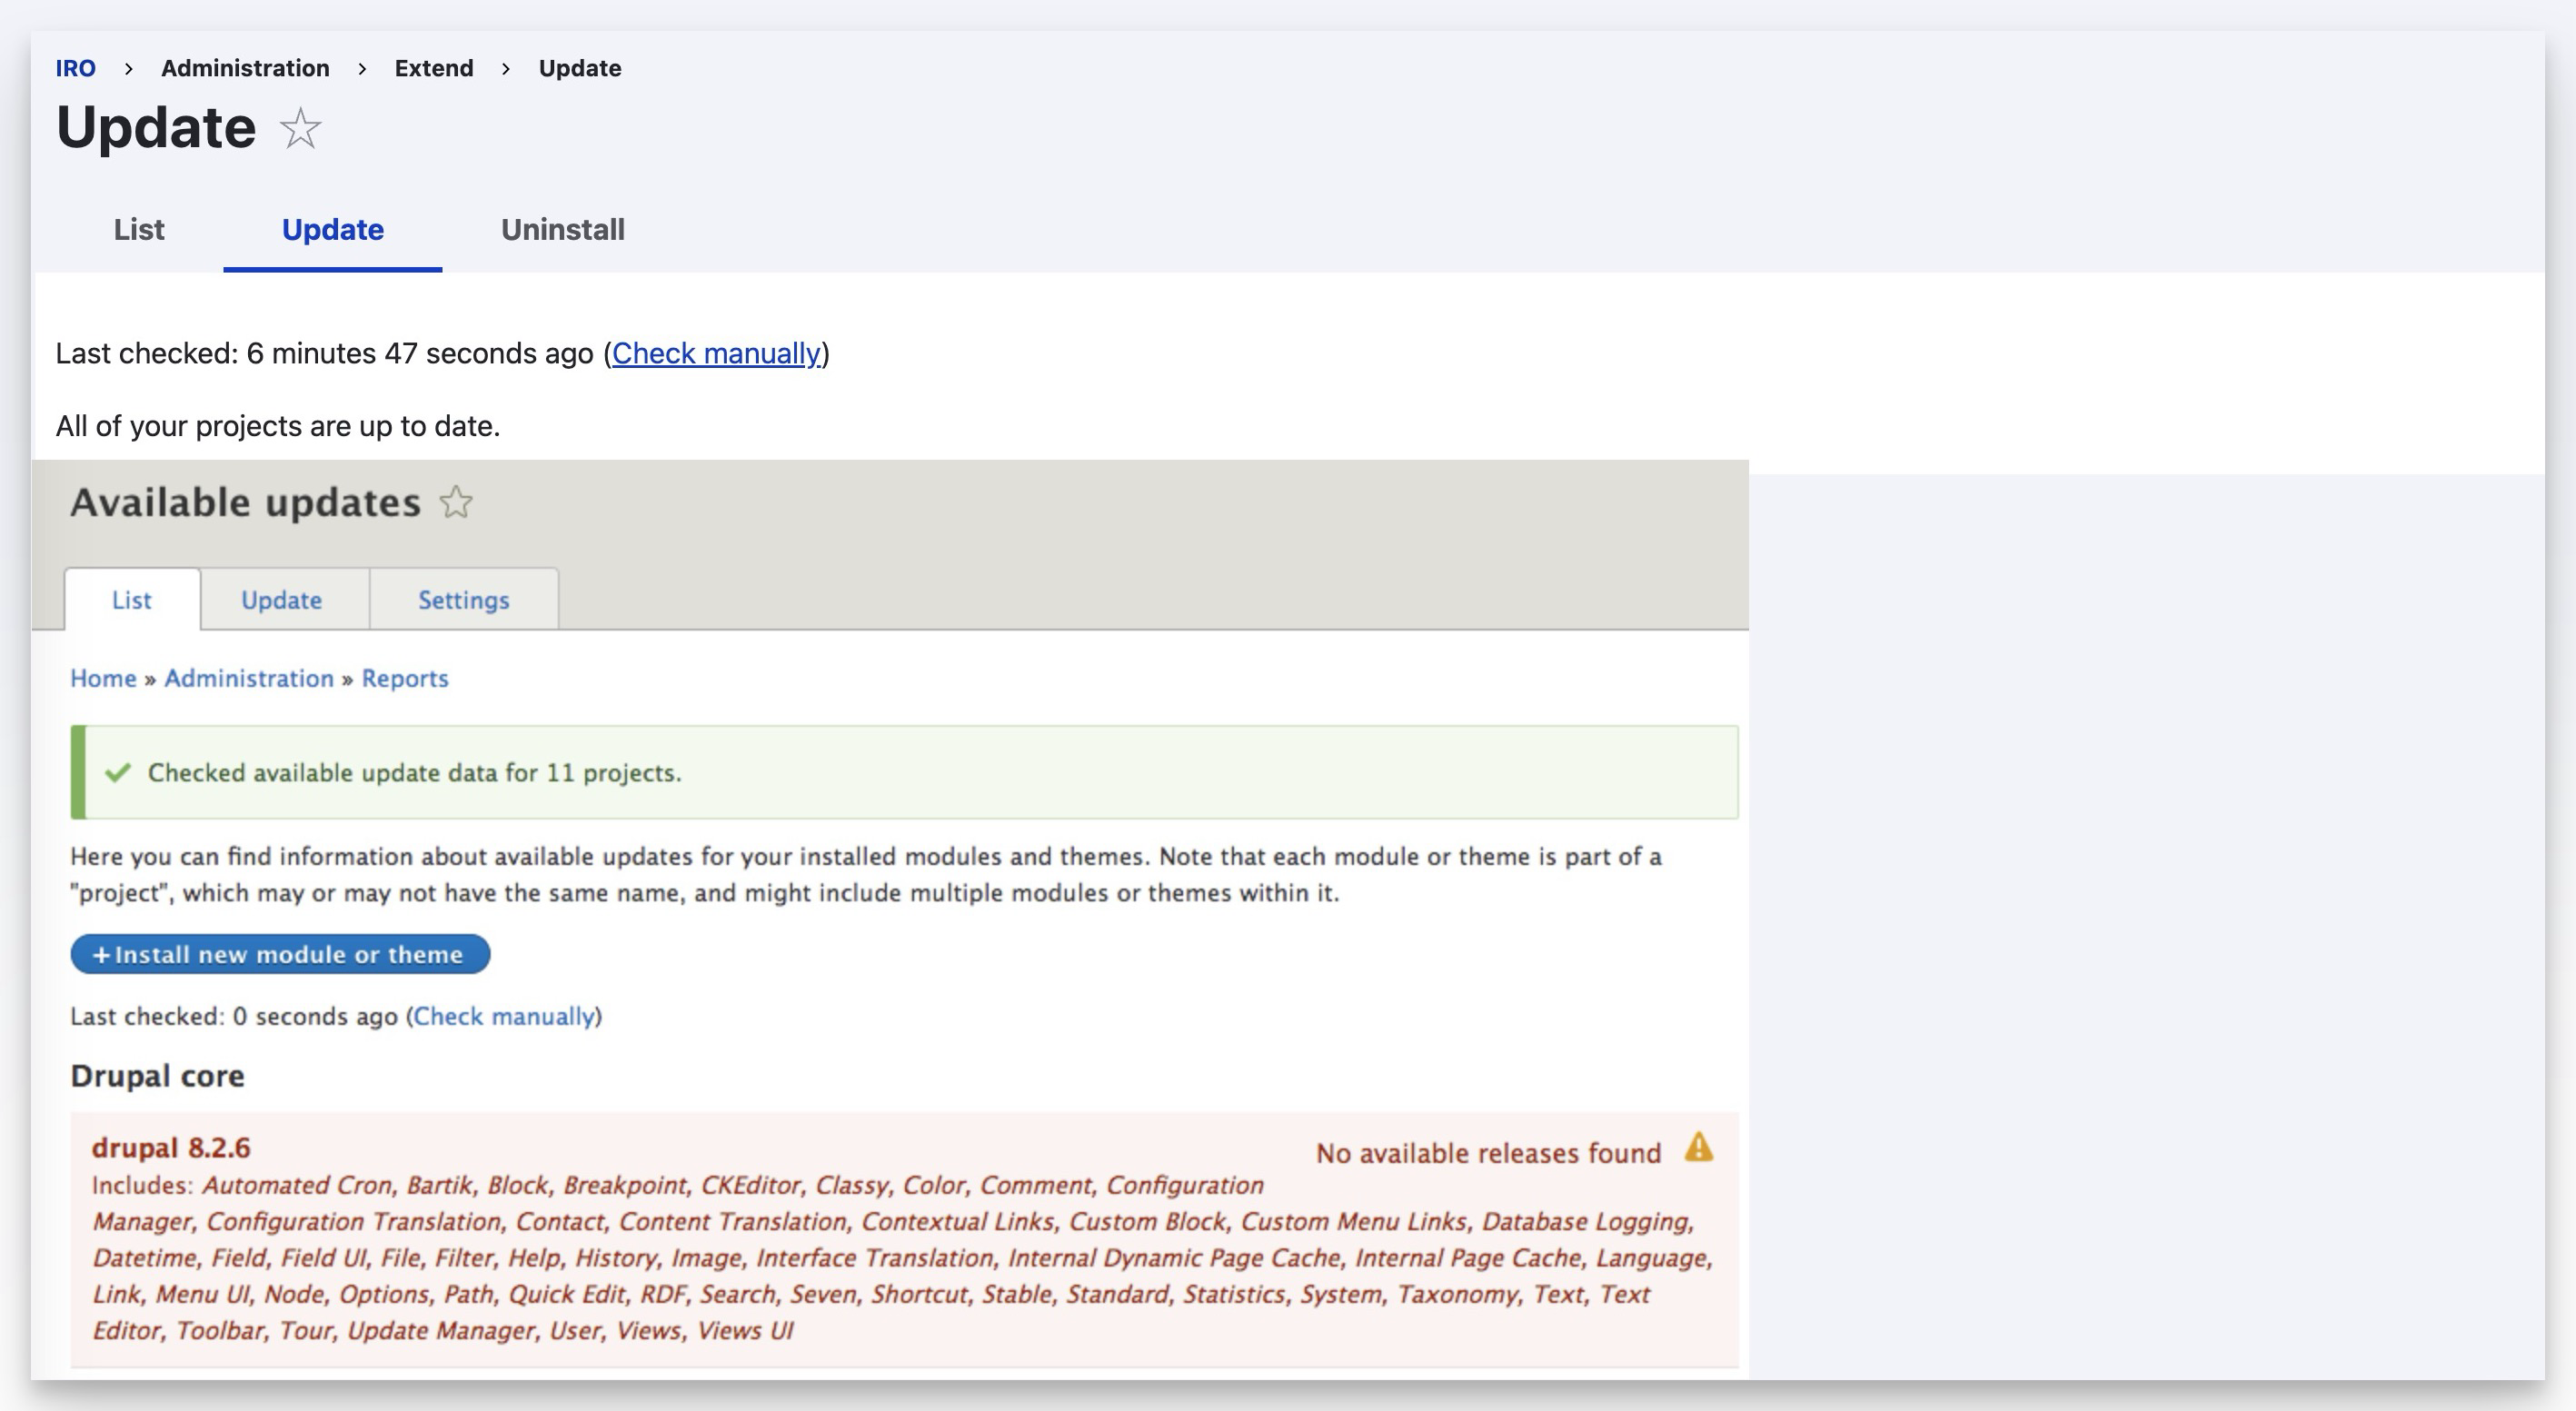 IRO > Administration > Extend > Update
Update
List Update Uninstall
Last checked: 6 minutes 47 seconds ago (Check manually)
All of your projects are up to date.
Available updates
List Update Settings
Home » Administration » Reports
Checked available update data for 11 projects.
Here you can find information about available updates for your installed modules and themes. Note that each module or theme is part of a
"project", which may or may not have the same name, and might include multiple modules or themes within it.
+Install new module or theme
Last checked: 0 seconds ago (Check manually)
Drupal core
drupal 8.2.6 No available releases found
Includes: Automated Cron, Bartik, Block, Breakpoint, CKEditor, Classy, Color, Comment, Configuration
Manager, Configuration Translation, Contact, Content Translation, Contextual Links, Custom Block, Custom Menu Links, Database Logging,
Datetime, Field, Field UI, File, Filter, Help, History, Image, Interface Translation, Internal Dynamic Page Cache, Internal Page Cache, Language,
Link, Menu UI, Node, Options, Path, Quick Edit, RDF, Search, Seven, Shortcut, Stable, Standard, Statistics, System, Taxonomy, Text, Text
Editor, Toolbar, Tour, Update Manager, User, Views, Views UI